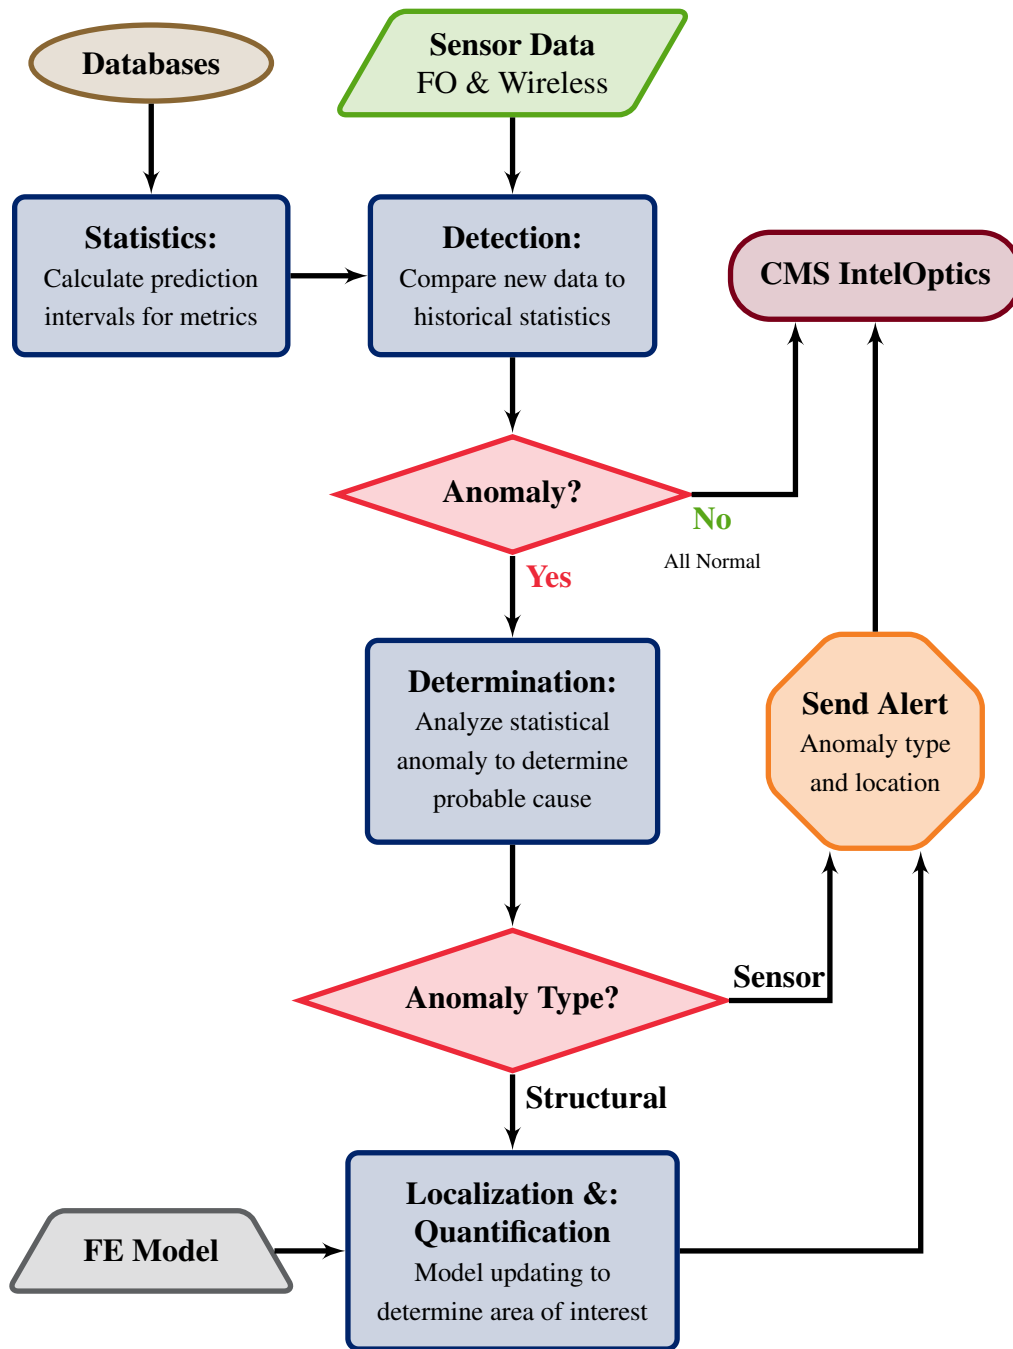 Databases
Sensor Data
FO & Wireless
Statistics:
Calculate prediction
intervals for metrics
Detection:
Compare new data to
historical statistics
CMS IntelOptics
Anomaly?
No
All Normal
Yes
Determination:
Analyze statistical
anomaly to determine
probable cause
Send Alert
Anomaly type
and location
Anomaly Type?
Sensor
Structural
Localization &:
Quantification
Model updating to
determine area of interest
FE Model